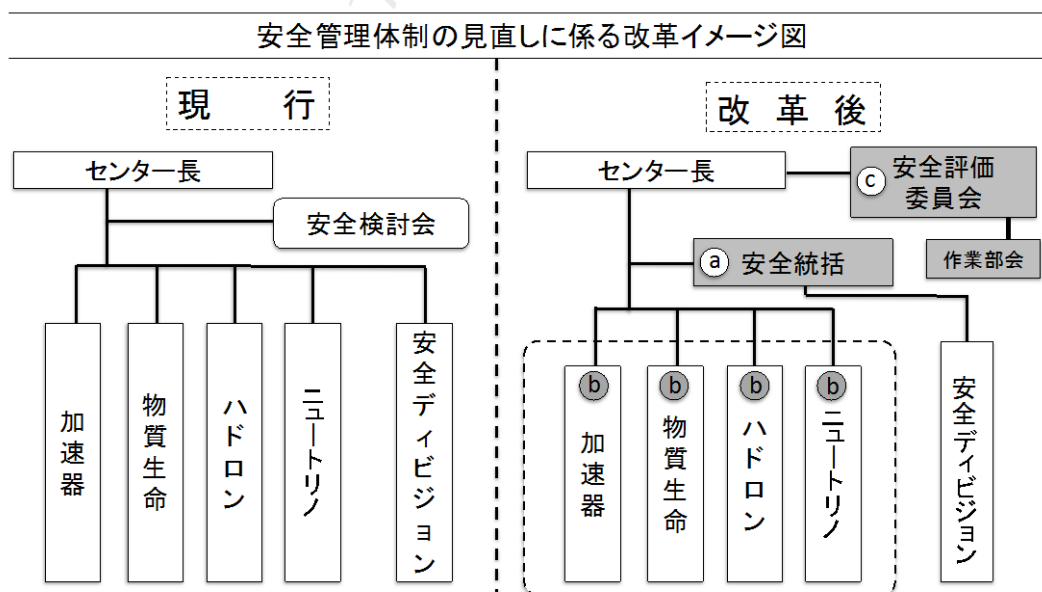 安全管理体制の見直しに係る改革イメージ図
現　行
センター長
安全検討会
加速器
物質生命
ハドロン
ニュートリノ
安全ディビジョン
改革後
センター長
c 安全評価
委員会
作業部会
a 安全統括
b 加速器
b 物質生命
b ハドロン
b ニュートリノ
安全ディビジョン